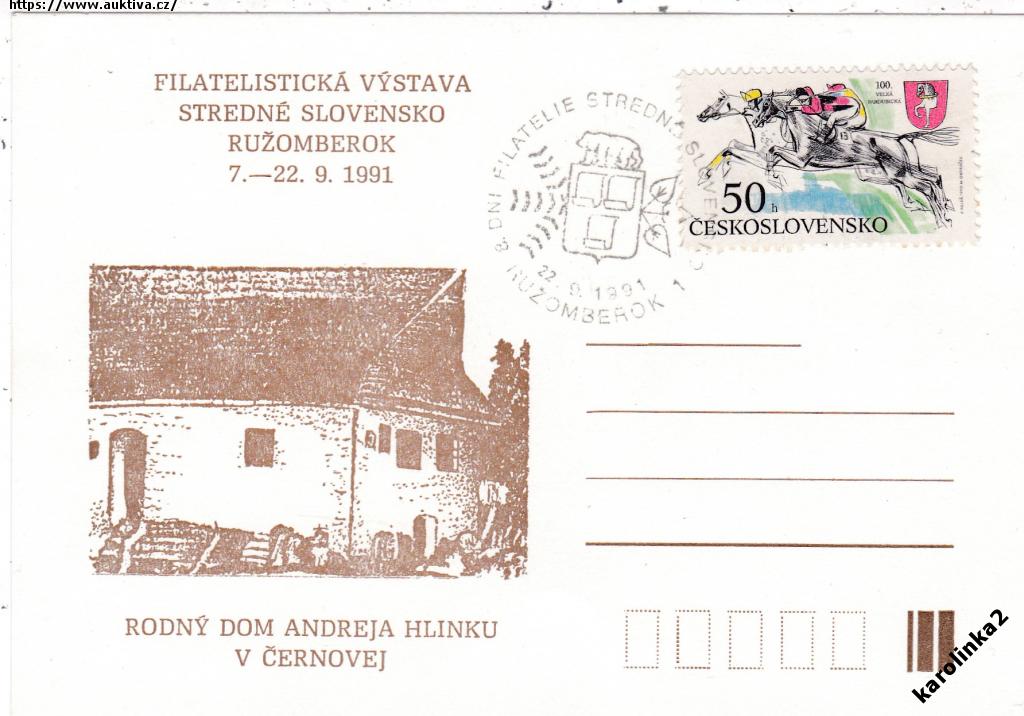 https://www.auktiva.cz/
FILATELISTICKÁ VÝSTAVA
STREDNÉ SLOVENSKO
RUŽOMBEROK
7.—22. 9. 1991
8. DNI FILATELIE STREDNÉ SLOVENSKO
22. 9. 1991
RUŽOMBEROK 1
100.
VELKÁ
PARDUBICKÁ
13
50 h
ČESKOSLOVENSKO
RODNÝ DOM ANDREJA HLINKU
V ČERNOVEJ
karolinka2